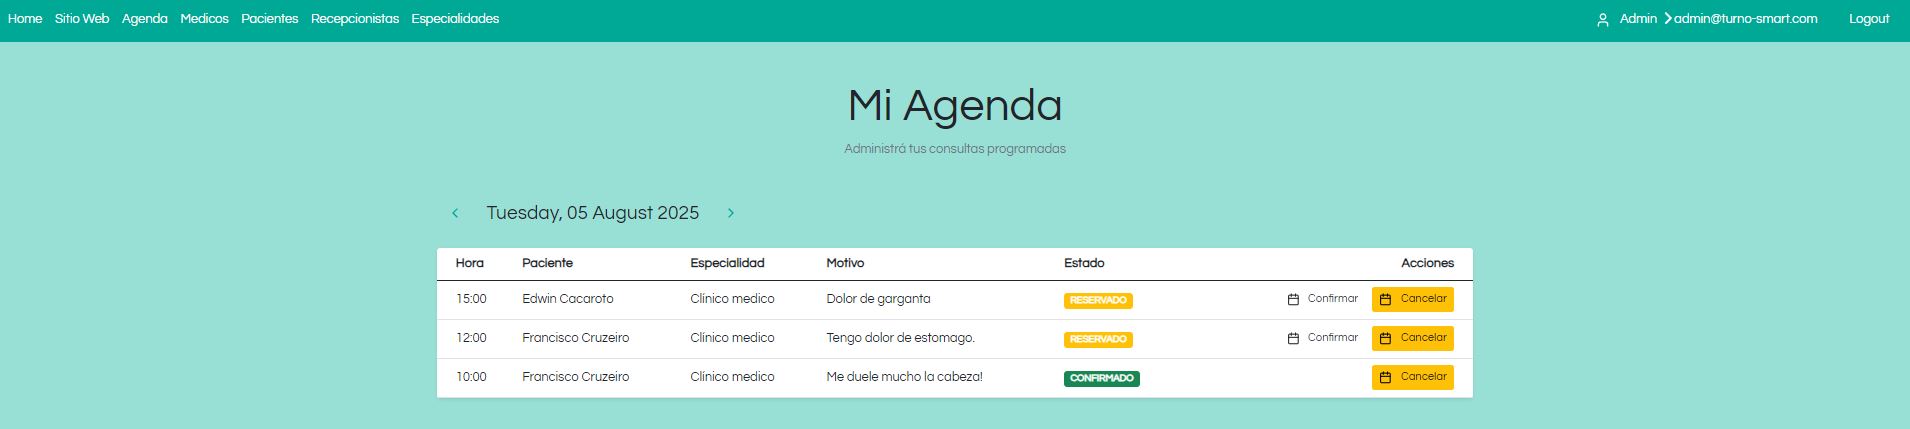 Home Sitio Web Agenda Medicos Pacientes Recepcionistas Especialidades Admin admin@turno-smart.com Logout
Mi Agenda
Administrá tus consultas programadas
Tuesday, 05 August 2025
Hora Paciente Especialidad Motivo Estado Acciones
15:00 Edwin Cacaroto Clínico medico Dolor de garganta RESERVADO Confirmar Cancelar
12:00 Francisco Cruzeiro Clínico medico Tengo dolor de estomago. RESERVADO Confirmar Cancelar
10:00 Francisco Cruzeiro Clínico medico Me duele mucho la cabeza! CONFIRMADO Cancelar